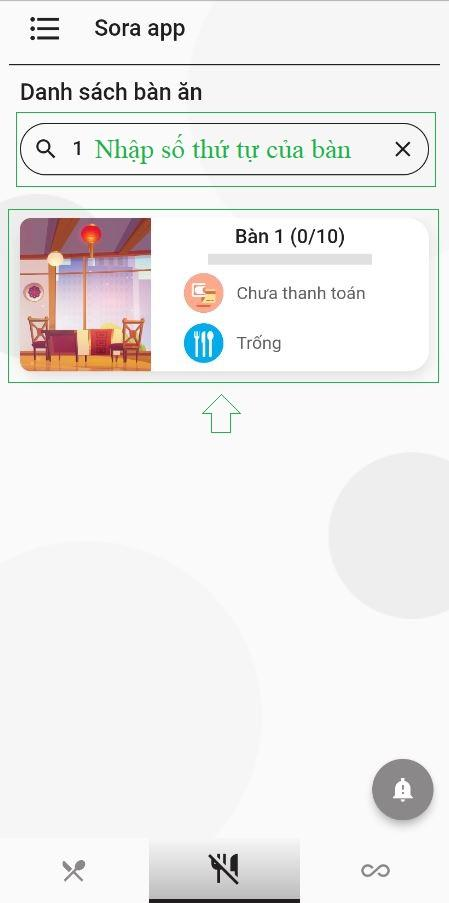 Sora app
Danh sách bàn ăn
1 Nhập số thứ tự của bàn
Bàn 1 (0/10)
Chưa thanh toán
Trống